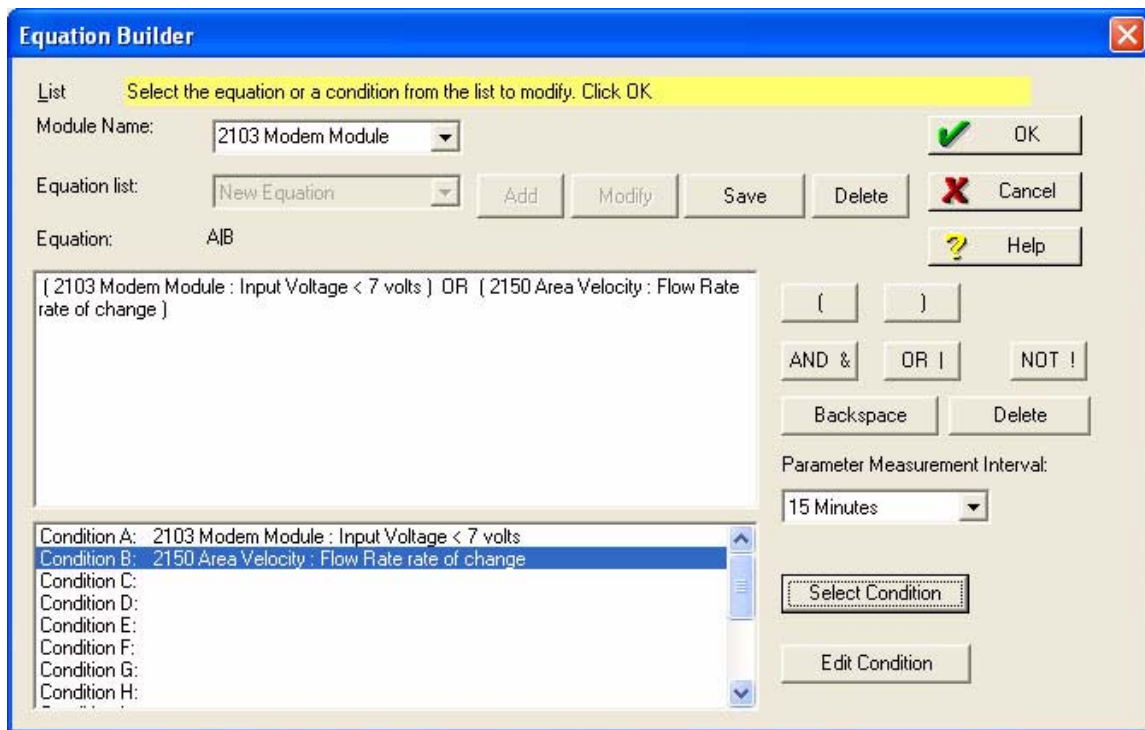 Equation Builder
List Select the equation or a condition from the list to modify. Click OK
Module Name: 2103 Modem Module OK
Equation list: New Equation Add Modify Save Delete Cancel
Equation: A|B Help
( 2103 Modem Module : Input Voltage < 7 volts ) OR ( 2150 Area Velocity : Flow Rate
rate of change )
( )
AND & OR | NOT !
Backspace Delete
Parameter Measurement Interval:
15 Minutes
Condition A: 2103 Modem Module : Input Voltage < 7 volts
Condition B: 2150 Area Velocity : Flow Rate rate of change
Condition C:
Condition D:
Condition E:
Condition F:
Condition G:
Condition H:
Select Condition
Edit Condition